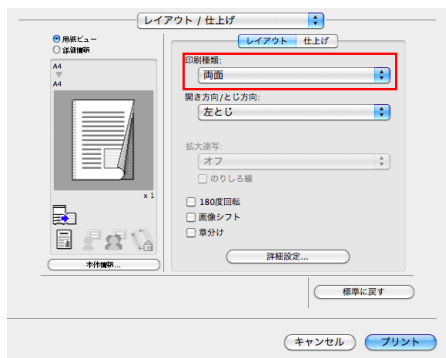 レイアウト / 仕上げ
用紙ビュー
詳細情報
レイアウト 仕上げ
A4
A4
印刷種類:
両面
開き方向/とじ方向:
左とじ
拡大連写:
オフ
のりしろ線
x 1
180度回転
画像シフト
章分け
本体情報...
詳細設定...
標準に戻す
キャンセル プリント